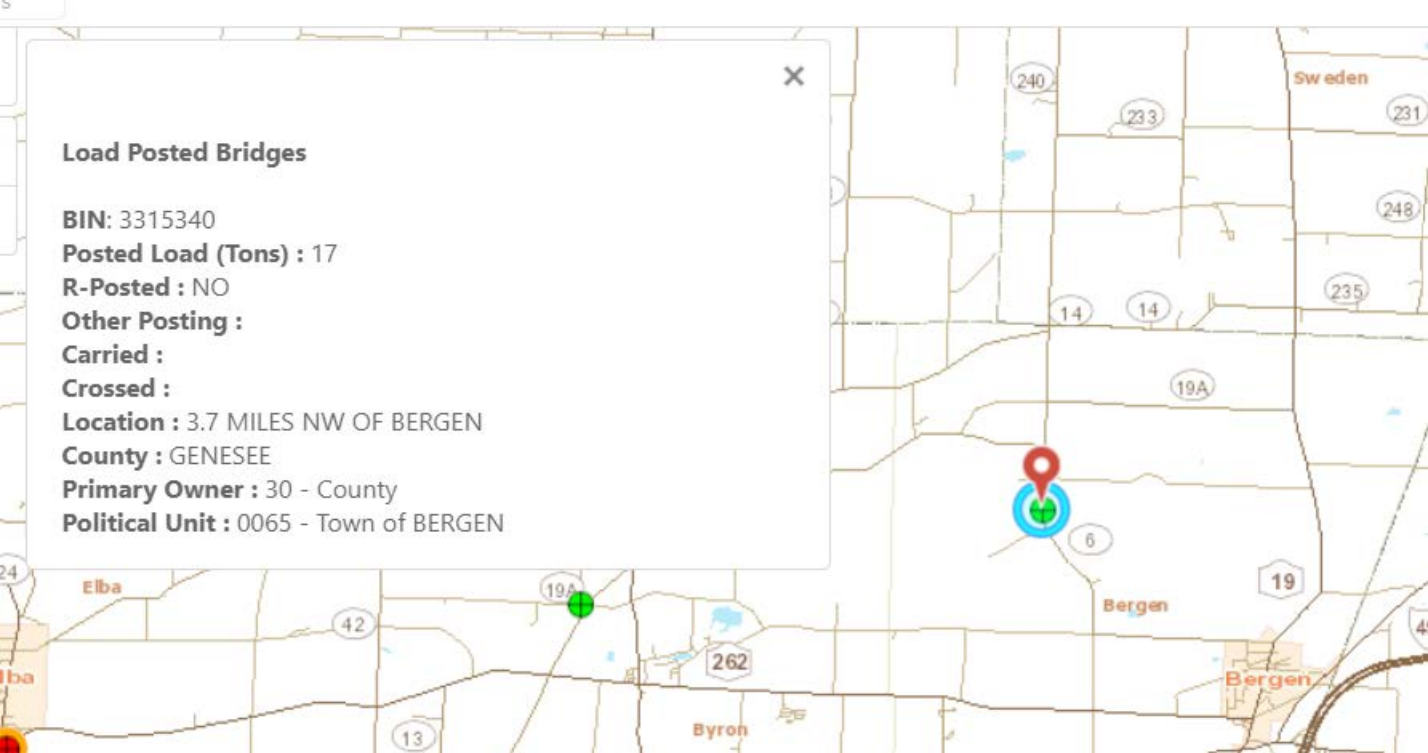 s
Load Posted Bridges
BIN: 3315340
Posted Load (Tons) : 17
R-Posted : NO
Other Posting :
Carried :
Crossed :
Location : 3.7 MILES NW OF BERGEN
County : GENESEE
Primary Owner : 30 - County
Political Unit : 0065 - Town of BERGEN
240
Sweden
233
231
248
235
14
14
19A
6
19
Bergen
24
Elba
19A
42
262
Bergen
lba
13
Byron